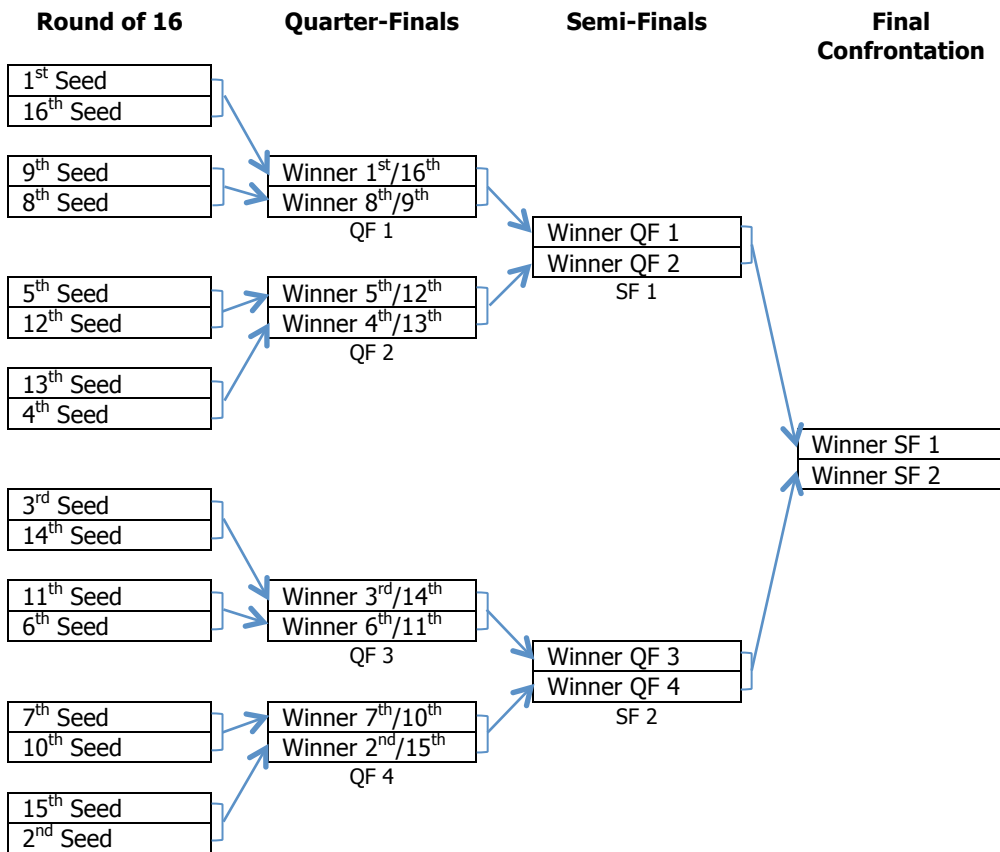 Round of 16
Quarter-Finals
Semi-Finals
Final
Confrontation
1st Seed
16th Seed
9th Seed
8th Seed
5th Seed
12th Seed
13th Seed
4th Seed
3rd Seed
14th Seed
11th Seed
6th Seed
7th Seed
10th Seed
15th Seed
2nd Seed
Winner 1st/16th
Winner 8th/9th
QF 1
Winner 5th/12th
Winner 4th/13th
QF 2
Winner 3rd/14th
Winner 6th/11th
QF 3
Winner 7th/10th
Winner 2nd/15th
QF 4
Winner QF 1
Winner QF 2
SF 1
Winner QF 3
Winner QF 4
SF 2
Winner SF 1
Winner SF 2